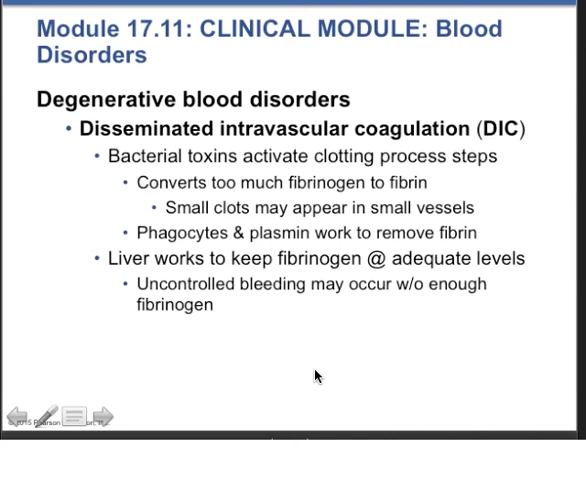 Module 17.11: CLINICAL MODULE: Blood
Disorders
Degenerative blood disorders
• Disseminated intravascular coagulation (DIC)
• Bacterial toxins activate clotting process steps
• Converts too much fibrinogen to fibrin
• Small clots may appear in small vessels
• Phagocytes & plasmin work to remove fibrin
• Liver works to keep fibrinogen @ adequate levels
• Uncontrolled bleeding may occur w/o enough
fibrinogen